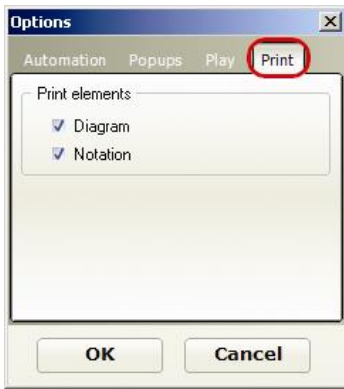 Options
Automation Popups Play Print
Print elements
Diagram
Notation
OK Cancel